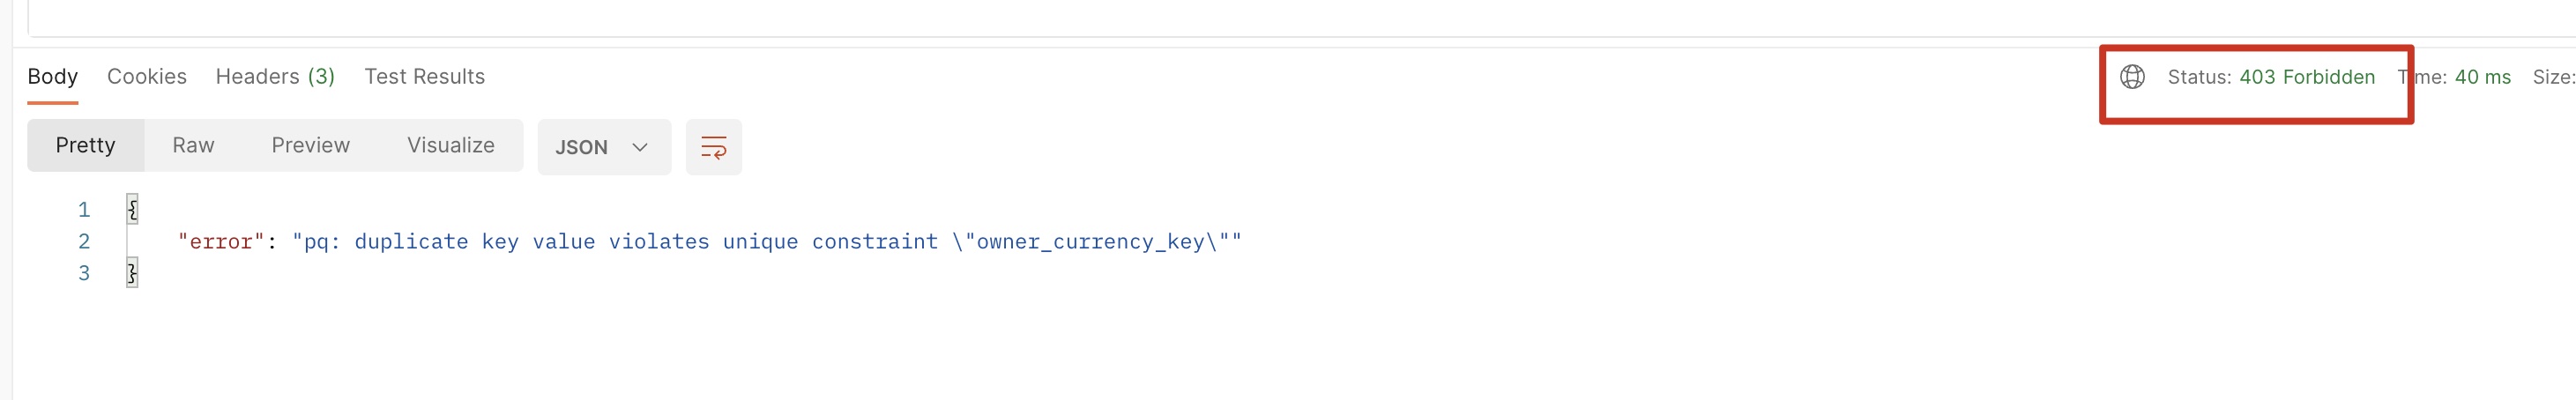 Body Cookies Headers (3) Test Results Status: 403 Forbidden Time: 40 ms Size:
Pretty Raw Preview Visualize JSON
1 {
2 "error": "pq: duplicate key value violates unique constraint \"owner_currency_key\""
3 }